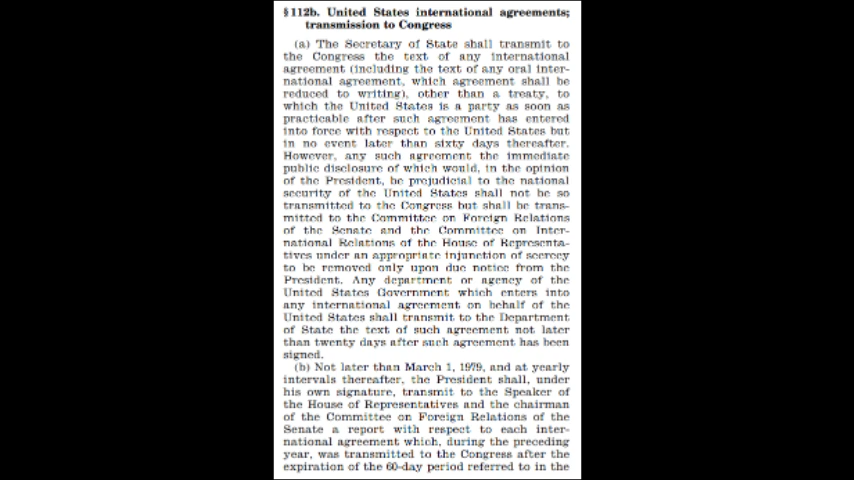 § 112b. United States international agreements;
transmission to Congress
(a) The Secretary of State shall transmit to
the Congress the text of any international
agreement (including the text of any oral inter-
national agreement, which agreement shall be
reduced to writing), other than a treaty, to
which the United States is a party as soon as
practicable after such agreement has entered
into force with respect to the United States but
in no event later than sixty days thereafter.
However, any such agreement the immediate
public disclosure of which would, in the opinion
of the President, be prejudicial to the national
security of the United States shall not be so
transmitted to the Congress but shall be trans-
mitted to the Committee on Foreign Relations
of the Senate and the Committee on Inter-
national Relations of the House of Representa-
tives under an appropriate injunction of secrecy
to be removed only upon due notice from the
President. Any department or agency of the
United States Government which enters into
any international agreement on behalf of the
United States shall transmit to the Department
of State the text of such agreement not later
than twenty days after such agreement has been
signed.
(b) Not later than March 1, 1979, and at yearly
intervals thereafter, the President shall, under
his own signature, transmit to the Speaker of
the House of Representatives and the chairman
of the Committee on Foreign Relations of the
Senate a report with respect to each inter-
national agreement which, during the preceding
year, was transmitted to the Congress after the
expiration of the 60-day period referred to in the